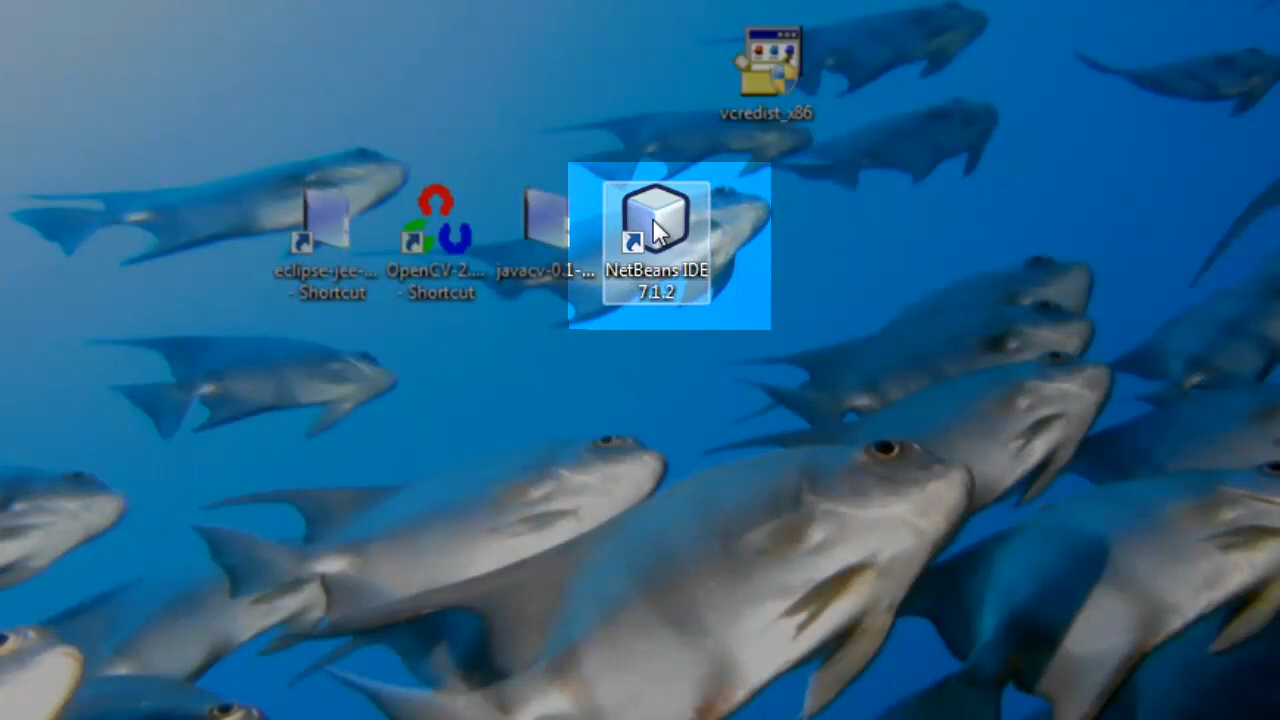 vcredist_x86
eclipse-jee-...
- Shortcut
OpenCV-2....
- Shortcut
javacv-0.1-...
NetBeans IDE
7.1.2